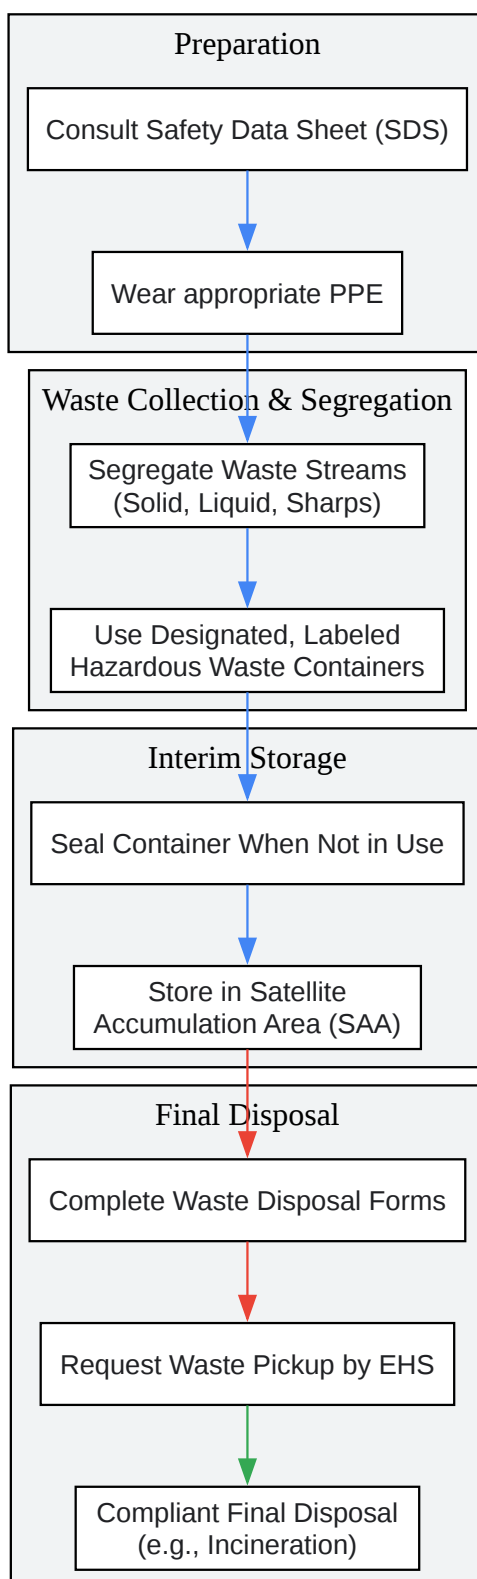 Preparation
Consult Safety Data Sheet (SDS)
Wear appropriate PPE
Waste Collection & Segregation
Segregate Waste Streams
(Solid, Liquid, Sharps)
Use Designated, Labeled
Hazardous Waste Containers
Interim Storage
Seal Container When Not in Use
Store in Satellite
Accumulation Area (SAA)
Final Disposal
Complete Waste Disposal Forms
Request Waste Pickup by EHS
Compliant Final Disposal
(e.g., Incineration)